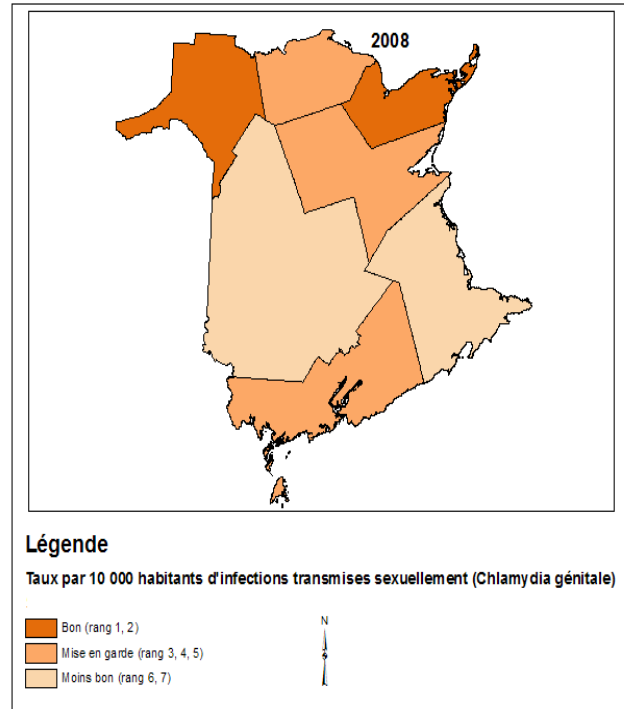 2008
Légende
Taux par 10 000 habitants d'infections transmises sexuellement (Chlamydia génitale)
Bon (rang 1, 2)
Mise en garde (rang 3, 4, 5)
Moins bon (rang 6, 7)
N